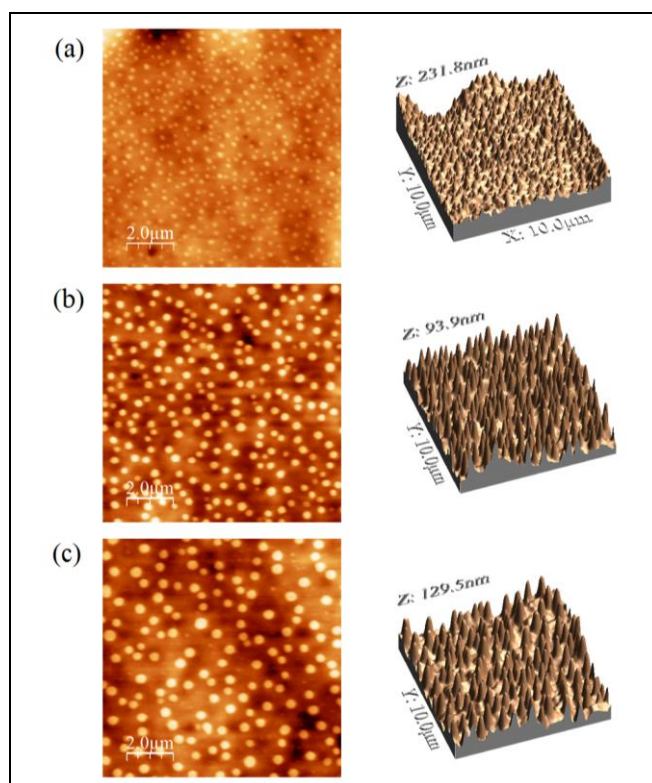 (a)
2.0µm
Z: 231.8nm
Y: 10.0µm
X: 10.0µm
(b)
2.0µm
Z: 93.9nm
Y: 10.0µm
(c)
2.0µm
Z: 129.5nm
Y: 10.0µm